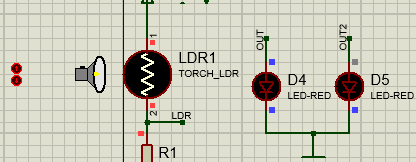 OUT
OUT2
1
LDR1
TORCH_LDR
2
LDR
D4
LED-RED
D5
LED-RED
R1